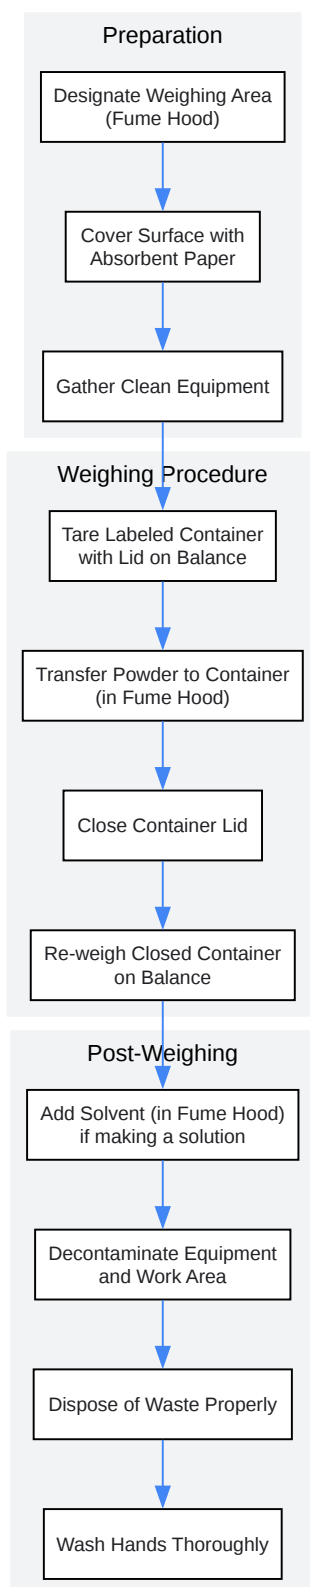 Preparation
Designate Weighing Area
(Fume Hood)
Cover Surface with
Absorbent Paper
Gather Clean Equipment
Weighing Procedure
Tare Labeled Container
with Lid on Balance
Transfer Powder to Container
(in Fume Hood)
Close Container Lid
Re-weigh Closed Container
on Balance
Post-Weighing
Add Solvent (in Fume Hood)
if making a solution
Decontaminate Equipment
and Work Area
Dispose of Waste Properly
Wash Hands Thoroughly